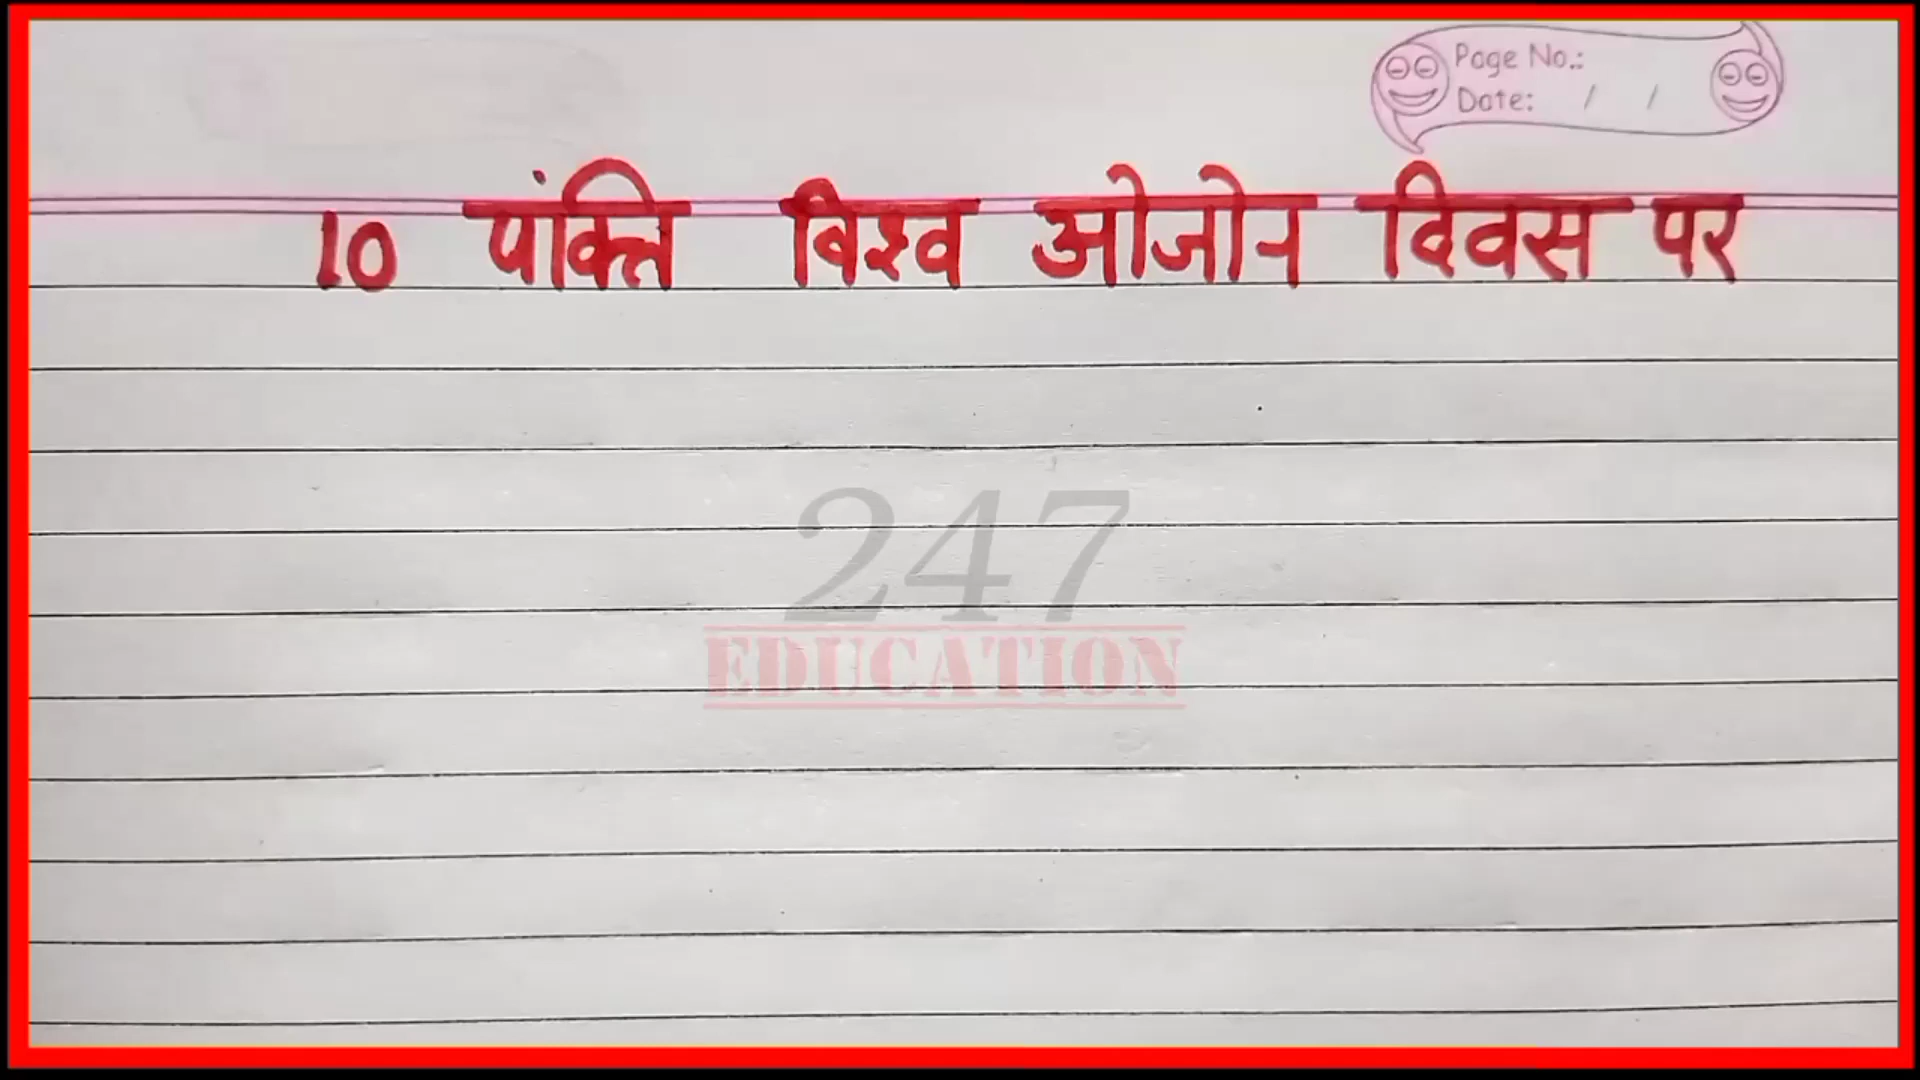 Page No.:
Date: / /
10 पंक्ति विश्व ओजोन दिवस पर
247
EDUCATION